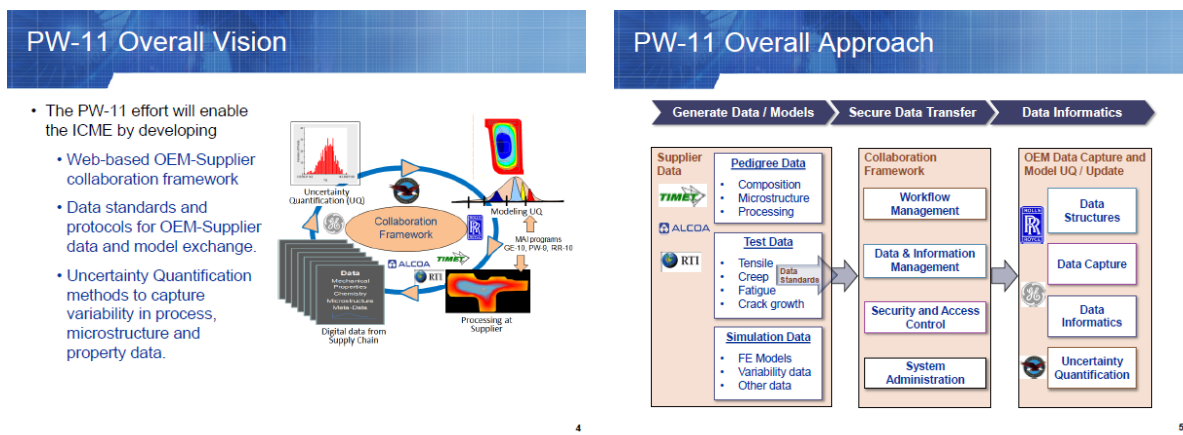 PW-11 Overall Vision
• The PW-11 effort will enable
the ICME by developing
• Web-based OEM-Supplier
collaboration framework
• Data standards and
protocols for OEM-Supplier
data and model exchange.
• Uncertainty Quantification
methods to capture
variability in process,
microstructure and
property data.
Uncertainty
Quantification (UQ)
Modeling UQ
Collaboration
Framework
MAI programs
GE-10, PW-9, RR-10
ALCOA
TIMET
RTI
Data
Mechanical
Properties
Chemistry
Microstructure
Meta-Data
Digital data from
Supply Chain
Processing at
Supplier
4
PW-11 Overall Approach
Generate Data / Models
Secure Data Transfer
Data Informatics
Supplier
Data
TIMET
ALCOA
RTI
Pedigree Data
• Composition
• Microstructure
• Processing
Test Data
• Tensile
• Creep
• Fatigue
• Crack growth
Data
Standards
Simulation Data
• FE Models
• Variability data
• Other data
Collaboration
Framework
Workflow
Management
Data & Information
Management
Security and Access
Control
System
Administration
OEM Data Capture and
Model UQ / Update
ROLLS
RR
ROYCE
Data
Structures
Data Capture
Data
Informatics
Uncertainty
Quantification
5